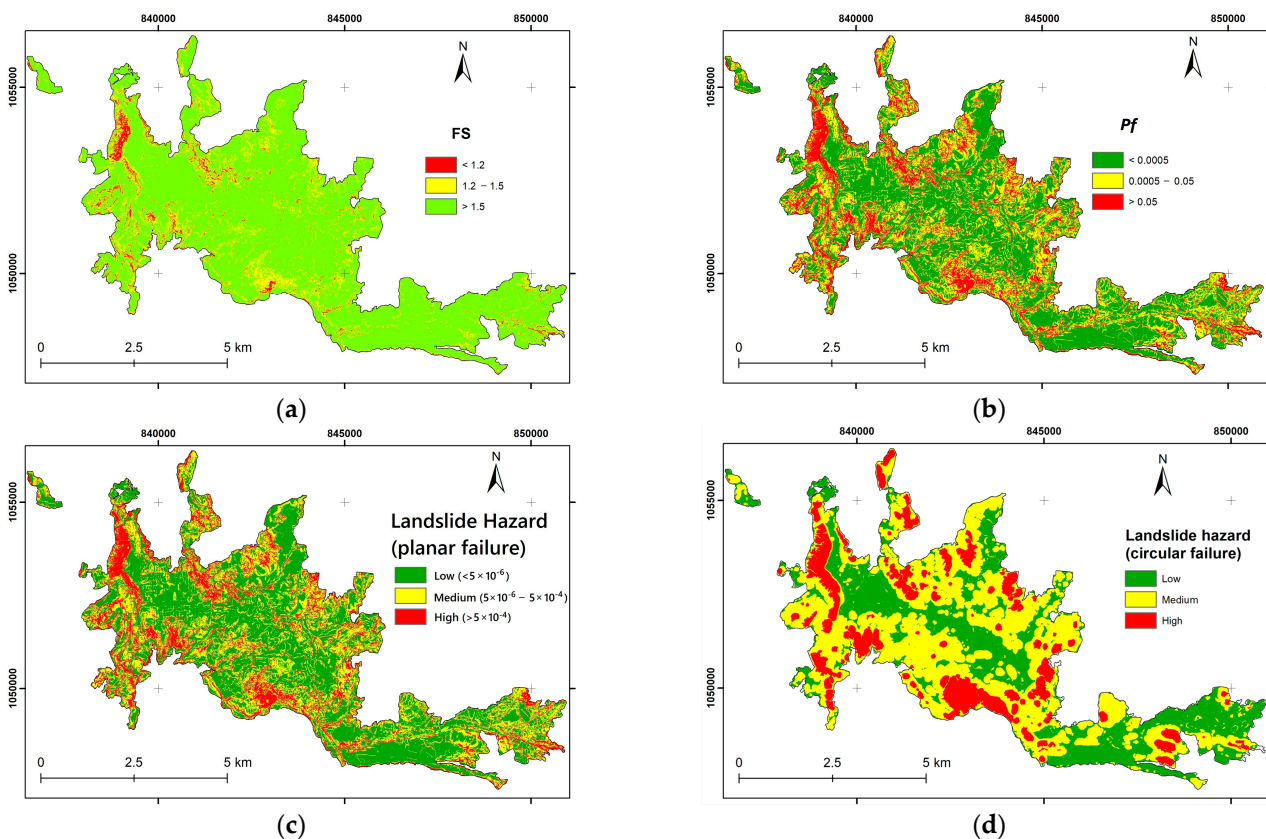 840000 845000 850000
1055000
1050000
N
FS
< 1.2
1.2 – 1.5
> 1.5
0 2.5 5 km
(a)
840000 845000 850000
1055000
1050000
N
Pf
< 0.0005
0.0005 – 0.05
> 0.05
0 2.5 5 km
(b)
840000 845000 850000
1055000
1050000
N
Landslide Hazard
(planar failure)
Low (<5×10⁻⁶)
Medium (5×10⁻⁶ – 5×10⁻⁴)
High (>5×10⁻⁴)
0 2.5 5 km
(c)
840000 845000 850000
1055000
1050000
N
Landslide hazard
(circular failure)
Low
Medium
High
0 2.5 5 km
(d)